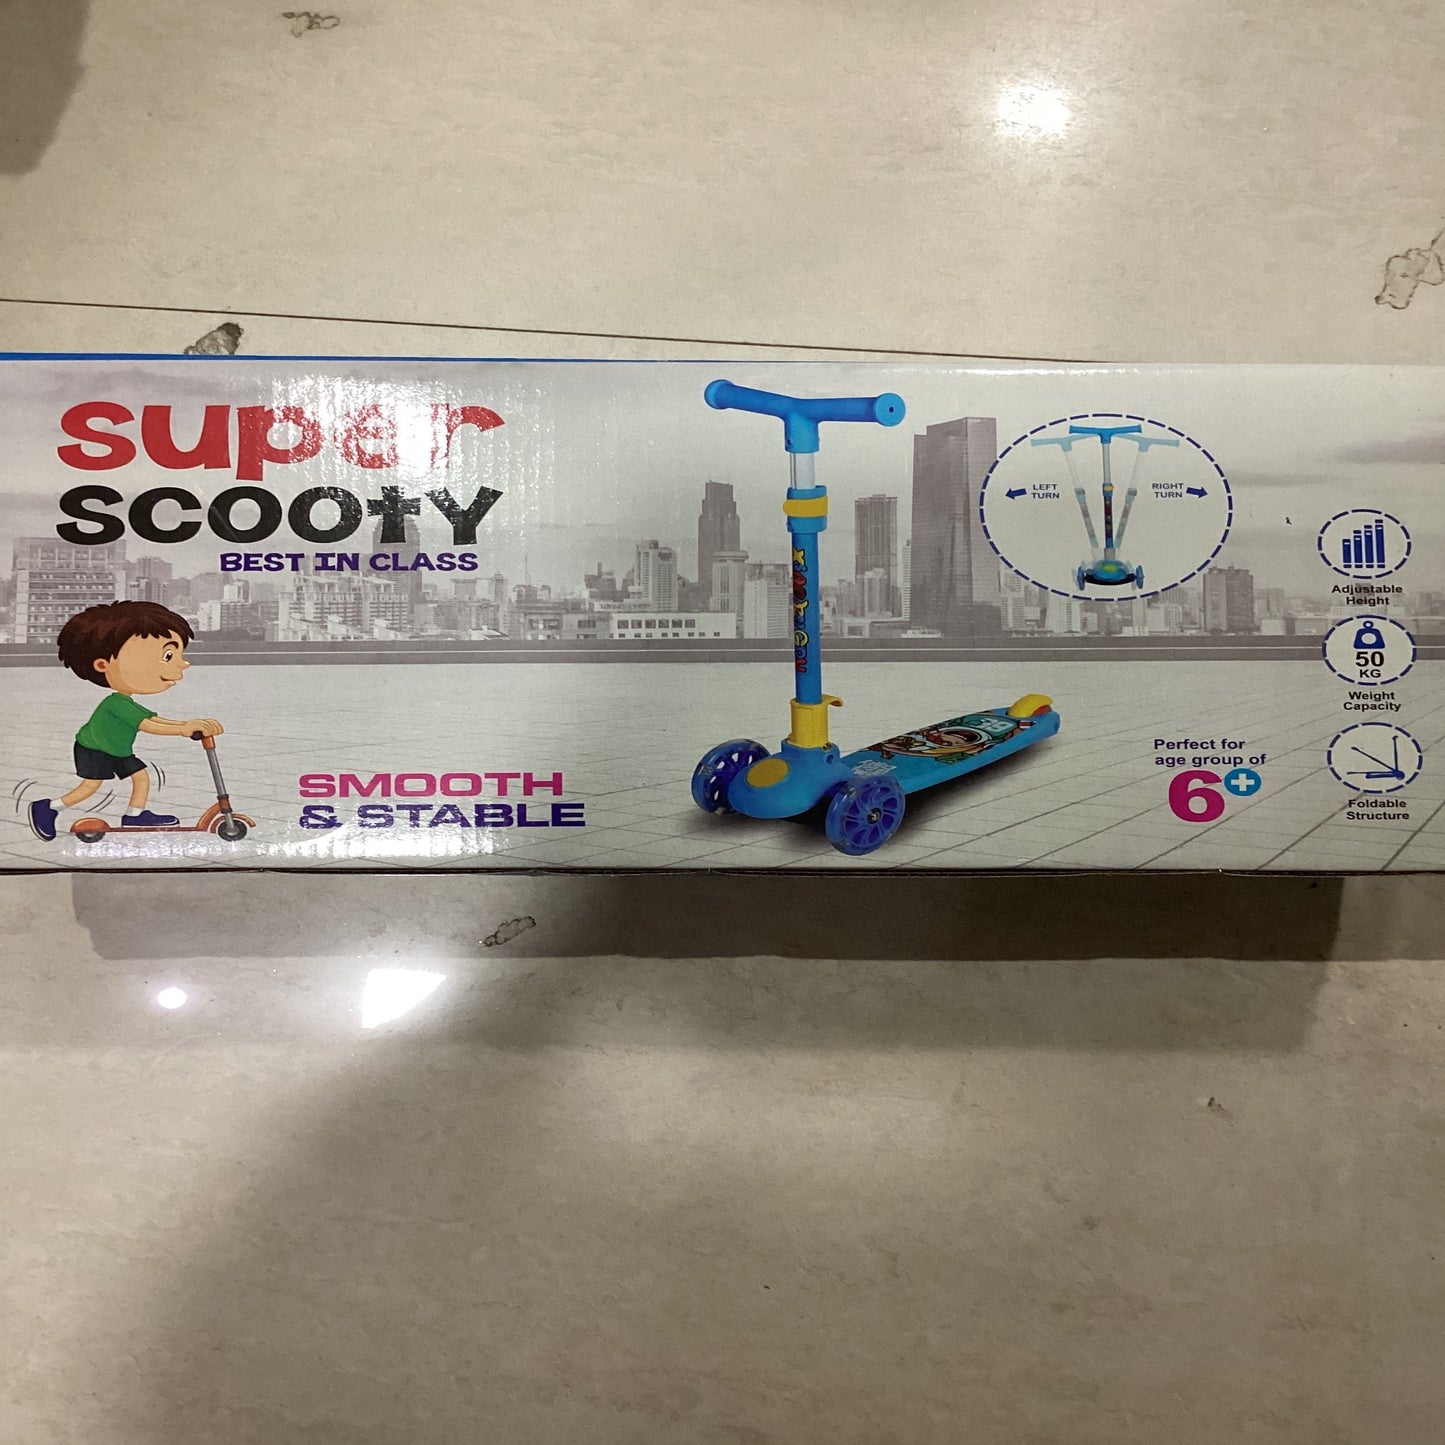 super
SCOOtY
BEST IN CLASS
SMOOTH
& STABLE
LEFT
TURN
RIGHT
TURN
Perfect for
age group of
6+
Adjustable
Height
50
KG
Weight
Capacity
Foldable
Structure